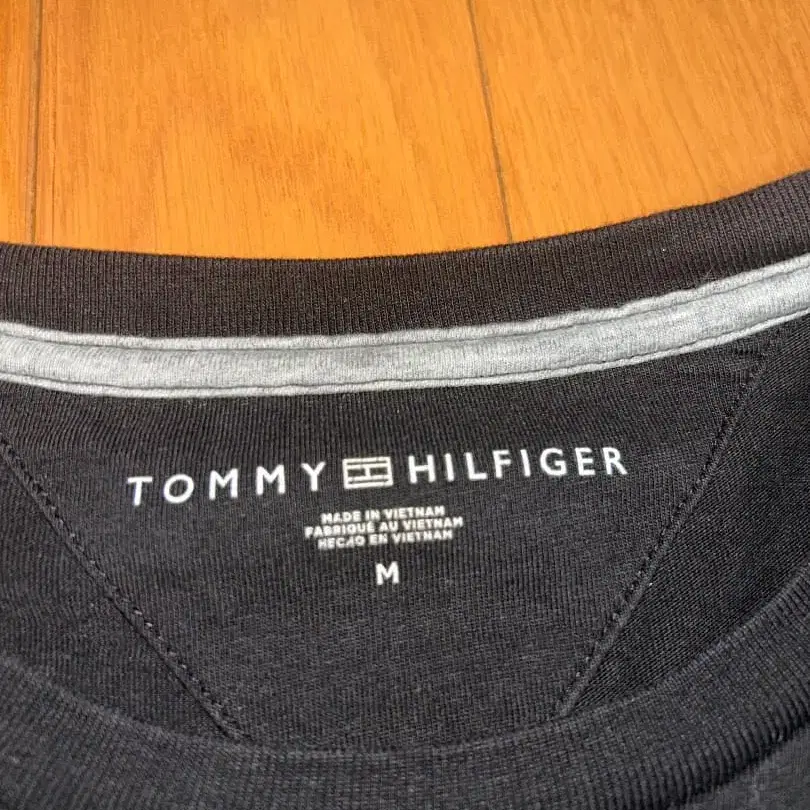 TOMMY HILFIGER
MADE IN VIETNAM
FABRIQUÉ AU VIETNAM
HECHO EN VIETNAM
M